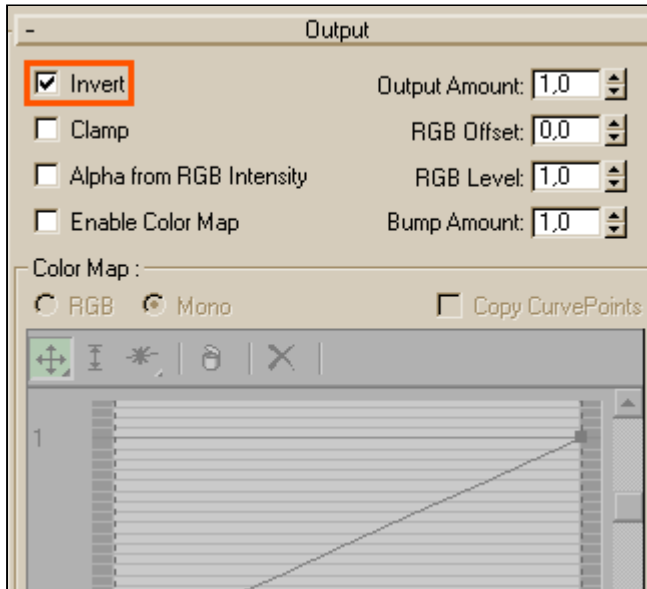 - Output
Invert Output Amount: 1,0
Clamp RGB Offset: 0,0
Alpha from RGB Intensity RGB Level: 1,0
Enable Color Map Bump Amount: 1,0
Color Map :
RGB Mono Copy CurvePoints
1